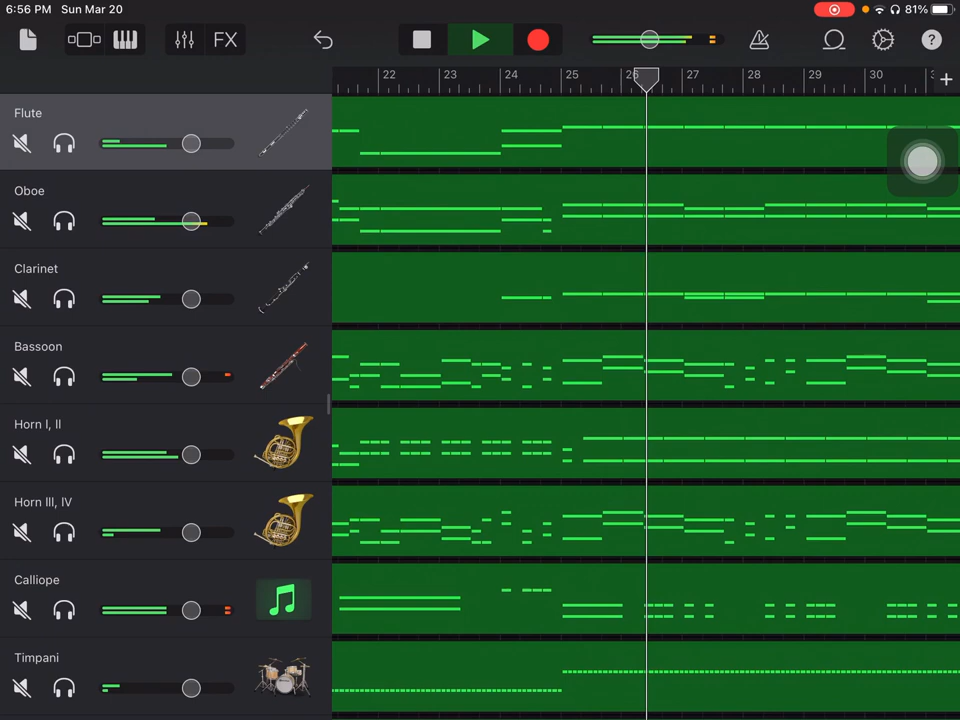 6:56 PM Sun Mar 20 81%
FX ?
22 23 24 25 26 27 28 29 30
Flute
Oboe
Clarinet
Bassoon
Horn I, II
Horn III, IV
Calliope
Timpani